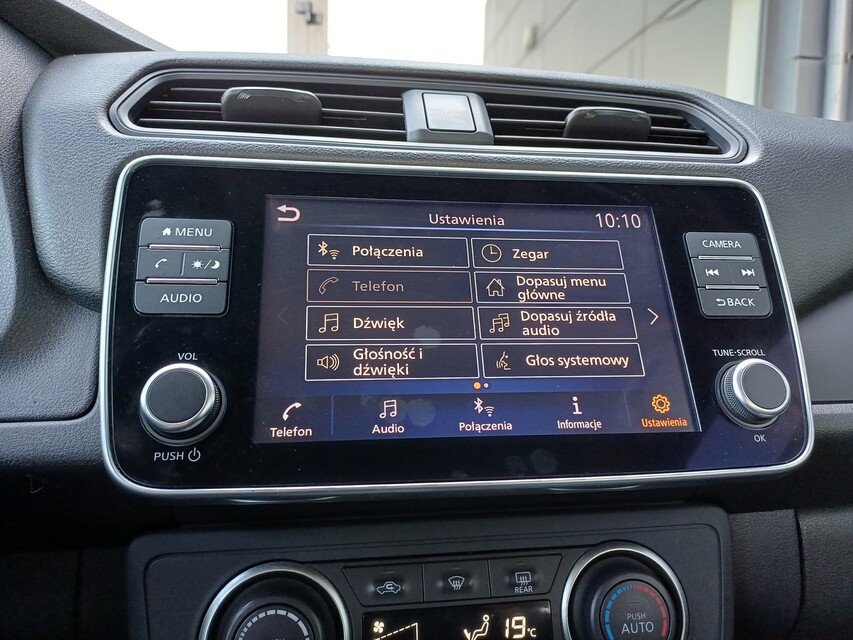 MENU
AUDIO
VOL
PUSH
Ustawienia
10:10
Połączenia
Zegar
Telefon
Dopasuj menu
główne
Dźwięk
Dopasuj źródła
audio
Głośność i
dźwięki
Głos systemowy
Telefon
Audio
Połączenia
Informacje
Ustawienia
CAMERA
BACK
TUNE·SCROLL
OK
REAR
19°C
PUSH
AUTO